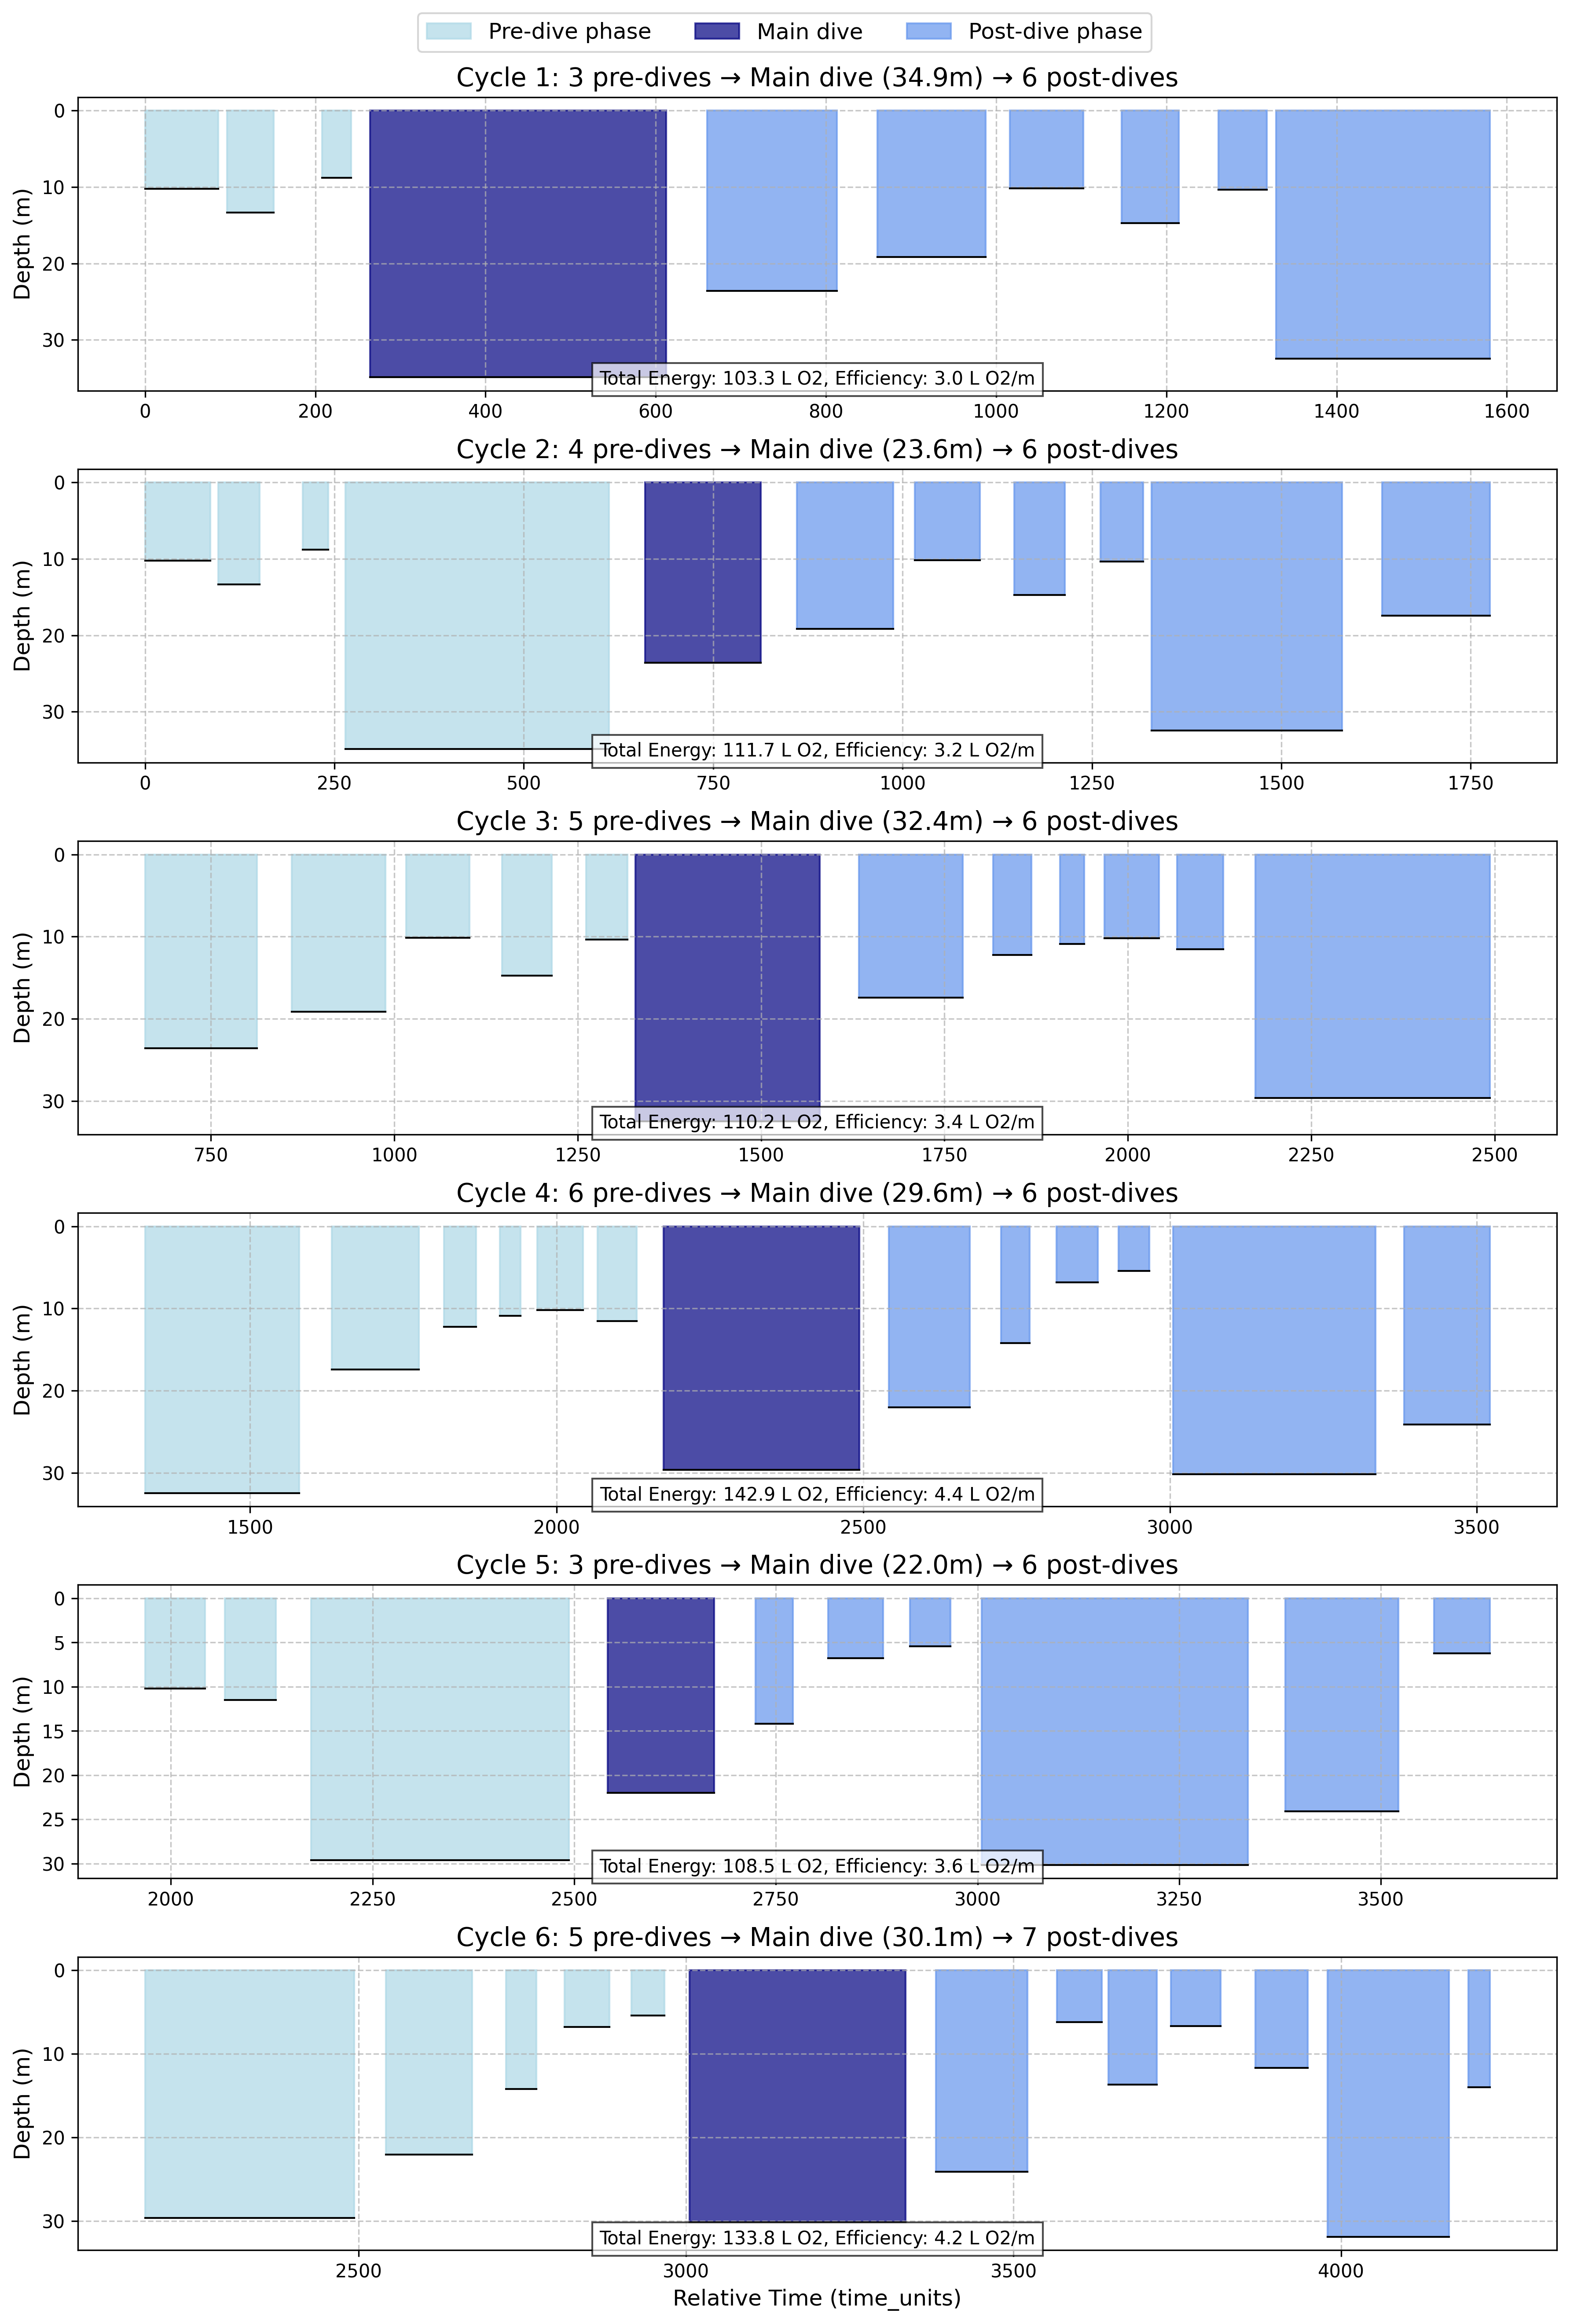 Pre-dive phase Main dive Post-dive phase
Cycle 1: 3 pre-dives → Main dive (34.9m) → 6 post-dives
Depth (m)
0
10
20
30
Total Energy: 103.3 L O2, Efficiency: 3.0 L O2/m
0 200 400 600 800 1000 1200 1400 1600
Cycle 2: 4 pre-dives → Main dive (23.6m) → 6 post-dives
Depth (m)
0
10
20
30
Total Energy: 111.7 L O2, Efficiency: 3.2 L O2/m
0 250 500 750 1000 1250 1500 1750
Cycle 3: 5 pre-dives → Main dive (32.4m) → 6 post-dives
Depth (m)
0
10
20
30
Total Energy: 110.2 L O2, Efficiency: 3.4 L O2/m
750 1000 1250 1500 1750 2000 2250 2500
Cycle 4: 6 pre-dives → Main dive (29.6m) → 6 post-dives
Depth (m)
0
10
20
30
Total Energy: 142.9 L O2, Efficiency: 4.4 L O2/m
1500 2000 2500 3000 3500
Cycle 5: 3 pre-dives → Main dive (22.0m) → 6 post-dives
Depth (m)
0
5
10
15
20
25
30
Total Energy: 108.5 L O2, Efficiency: 3.6 L O2/m
2000 2250 2500 2750 3000 3250 3500
Cycle 6: 5 pre-dives → Main dive (30.1m) → 7 post-dives
Depth (m)
0
10
20
30
Total Energy: 133.8 L O2, Efficiency: 4.2 L O2/m
2500 3000 3500 4000
Relative Time (time_units)